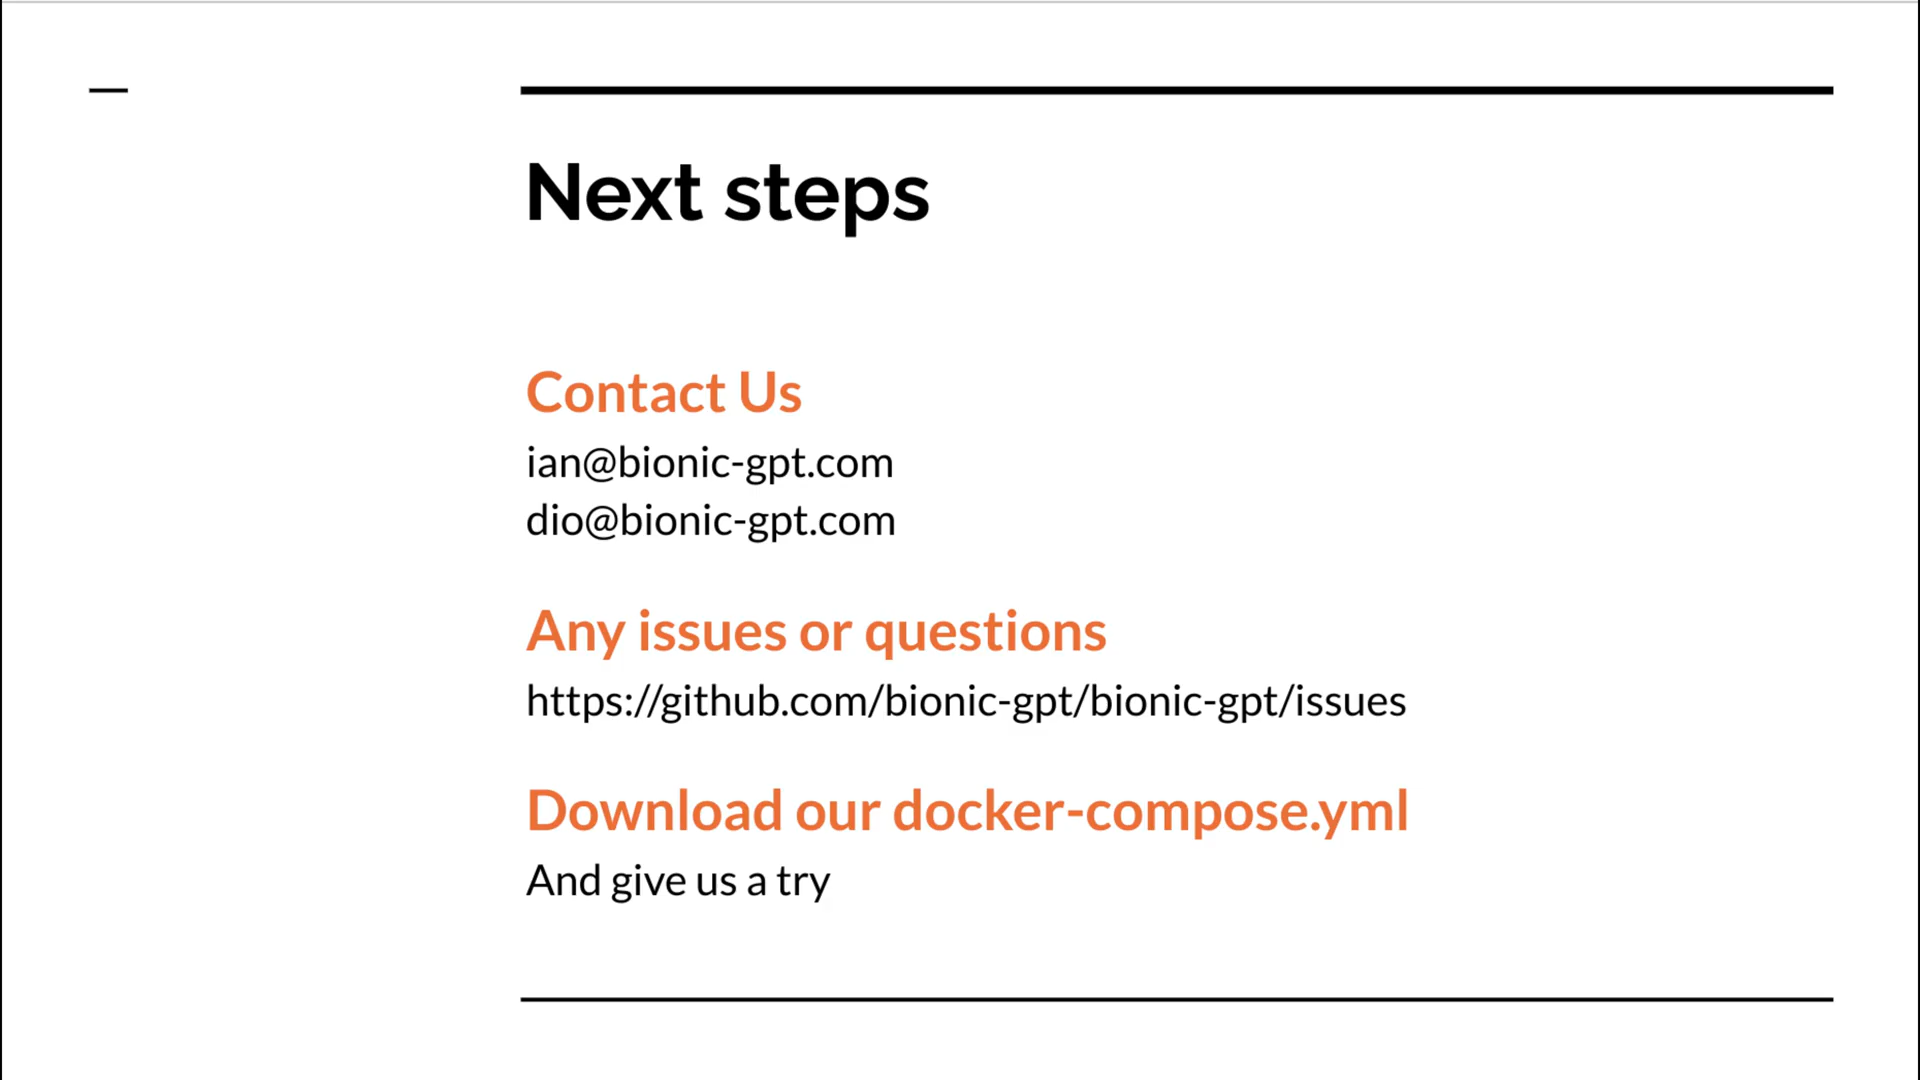 Next steps
Contact Us
ian@bionic-gpt.com
dio@bionic-gpt.com
Any issues or questions
https://github.com/bionic-gpt/bionic-gpt/issues
Download our docker-compose.yml
And give us a try